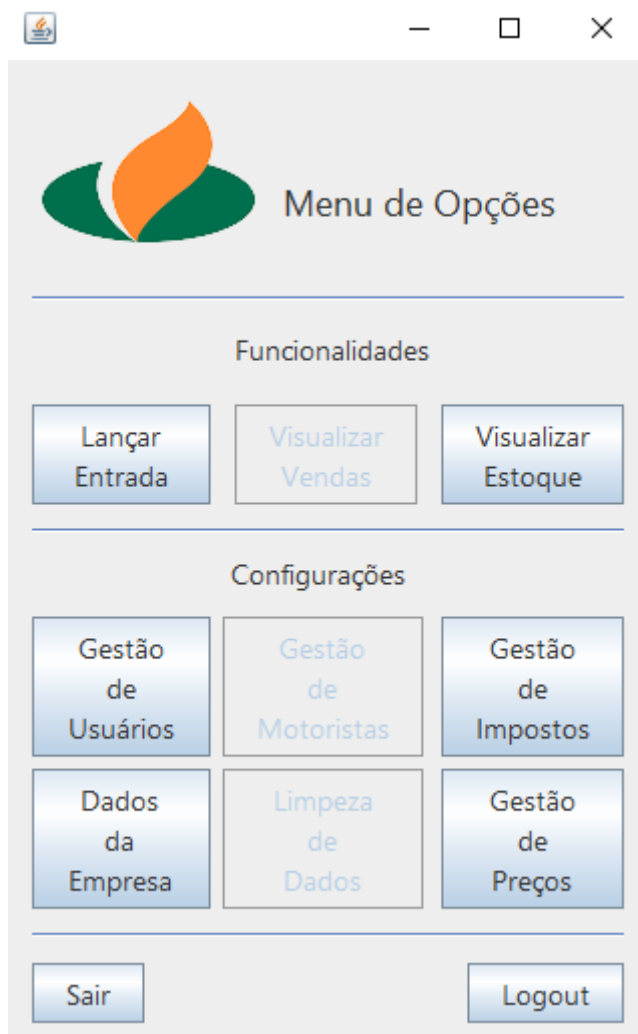 Menu de Opções
Funcionalidades
Lançar
Entrada
Visualizar
Vendas
Visualizar
Estoque
Configurações
Gestão
de
Usuários
Gestão
de
Motoristas
Gestão
de
Impostos
Dados
da
Empresa
Limpeza
de
Dados
Gestão
de
Preços
Sair
Logout